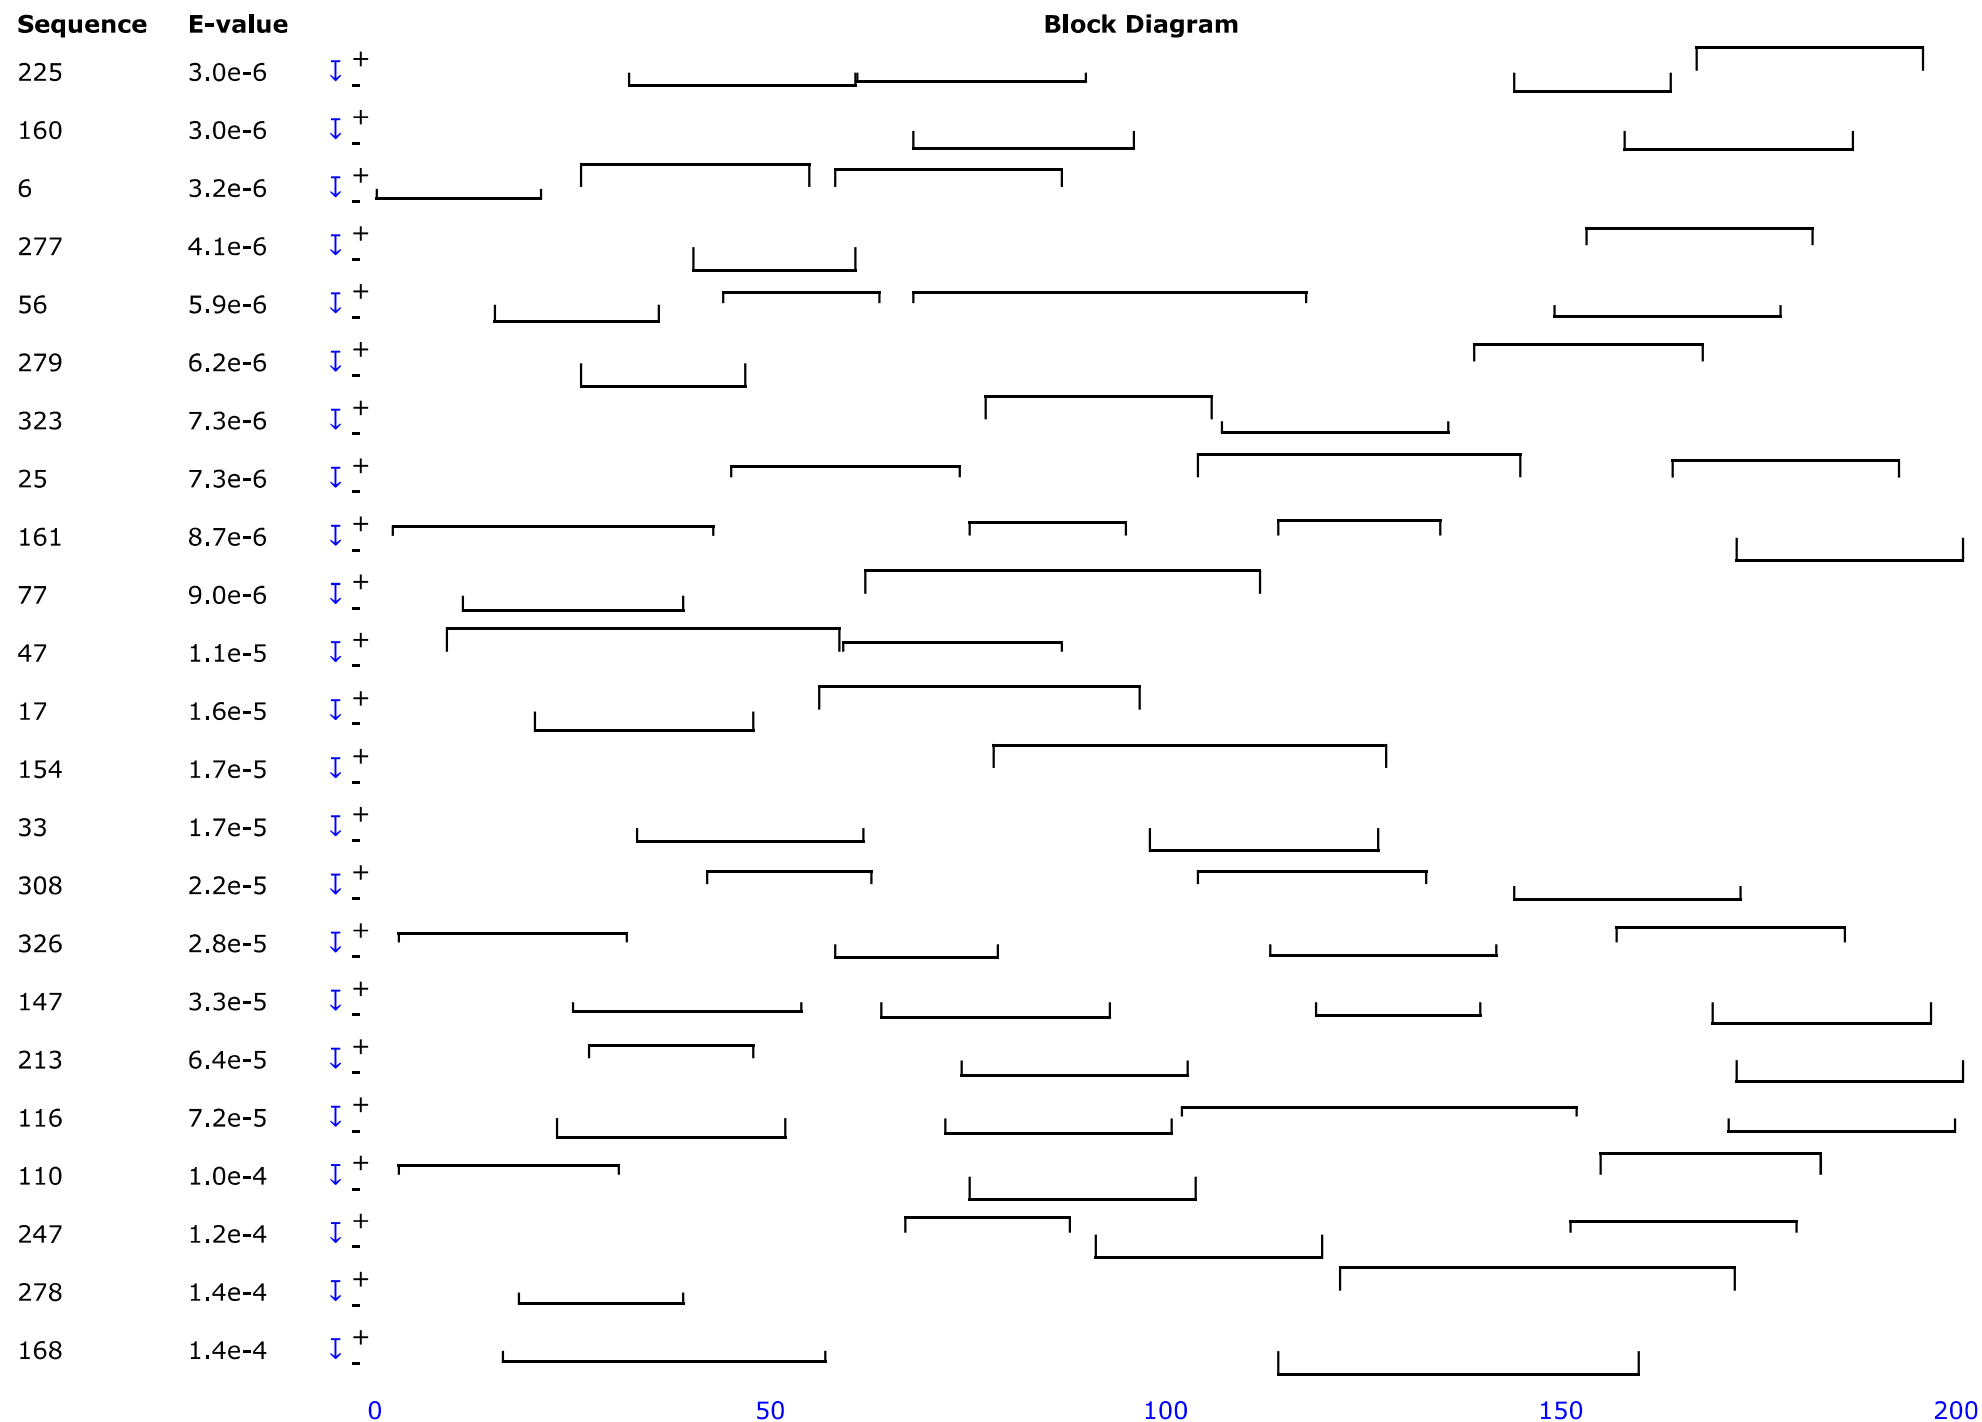 Sequence E-value Block Diagram
225 3.0e-6 ↧ + -
160 3.0e-6 ↧ + -
6 3.2e-6 ↧ + -
277 4.1e-6 ↧ + -
56 5.9e-6 ↧ + -
279 6.2e-6 ↧ + -
323 7.3e-6 ↧ + -
25 7.3e-6 ↧ + -
161 8.7e-6 ↧ + -
77 9.0e-6 ↧ + -
47 1.1e-5 ↧ + -
17 1.6e-5 ↧ + -
154 1.7e-5 ↧ + -
33 1.7e-5 ↧ + -
308 2.2e-5 ↧ + -
326 2.8e-5 ↧ + -
147 3.3e-5 ↧ + -
213 6.4e-5 ↧ + -
116 7.2e-5 ↧ + -
110 1.0e-4 ↧ + -
247 1.2e-4 ↧ + -
278 1.4e-4 ↧ + -
168 1.4e-4 ↧ + -
0 50 100 150 200